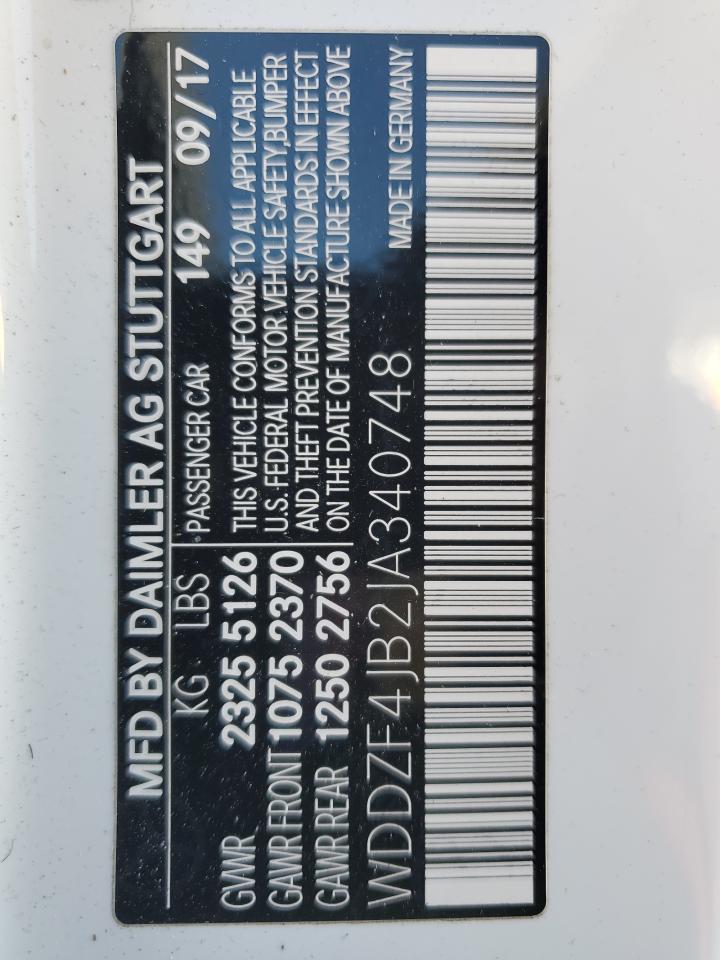 MFD BY DAIMLER AG STUTTGART
KG LBS PASSENGER CAR 149 09/17
GVWR 2325 5126
GAWR FRONT 1075 2370
GAWR REAR 1250 2756
THIS VEHICLE CONFORMS TO ALL APPLICABLE
U.S. FEDERAL MOTOR VEHICLE SAFETY,BUMPER
AND THEFT PREVENTION STANDARDS IN EFFECT
ON THE DATE OF MANUFACTURE SHOWN ABOVE
WDDZF4JB2JA340748 MADE IN GERMANY